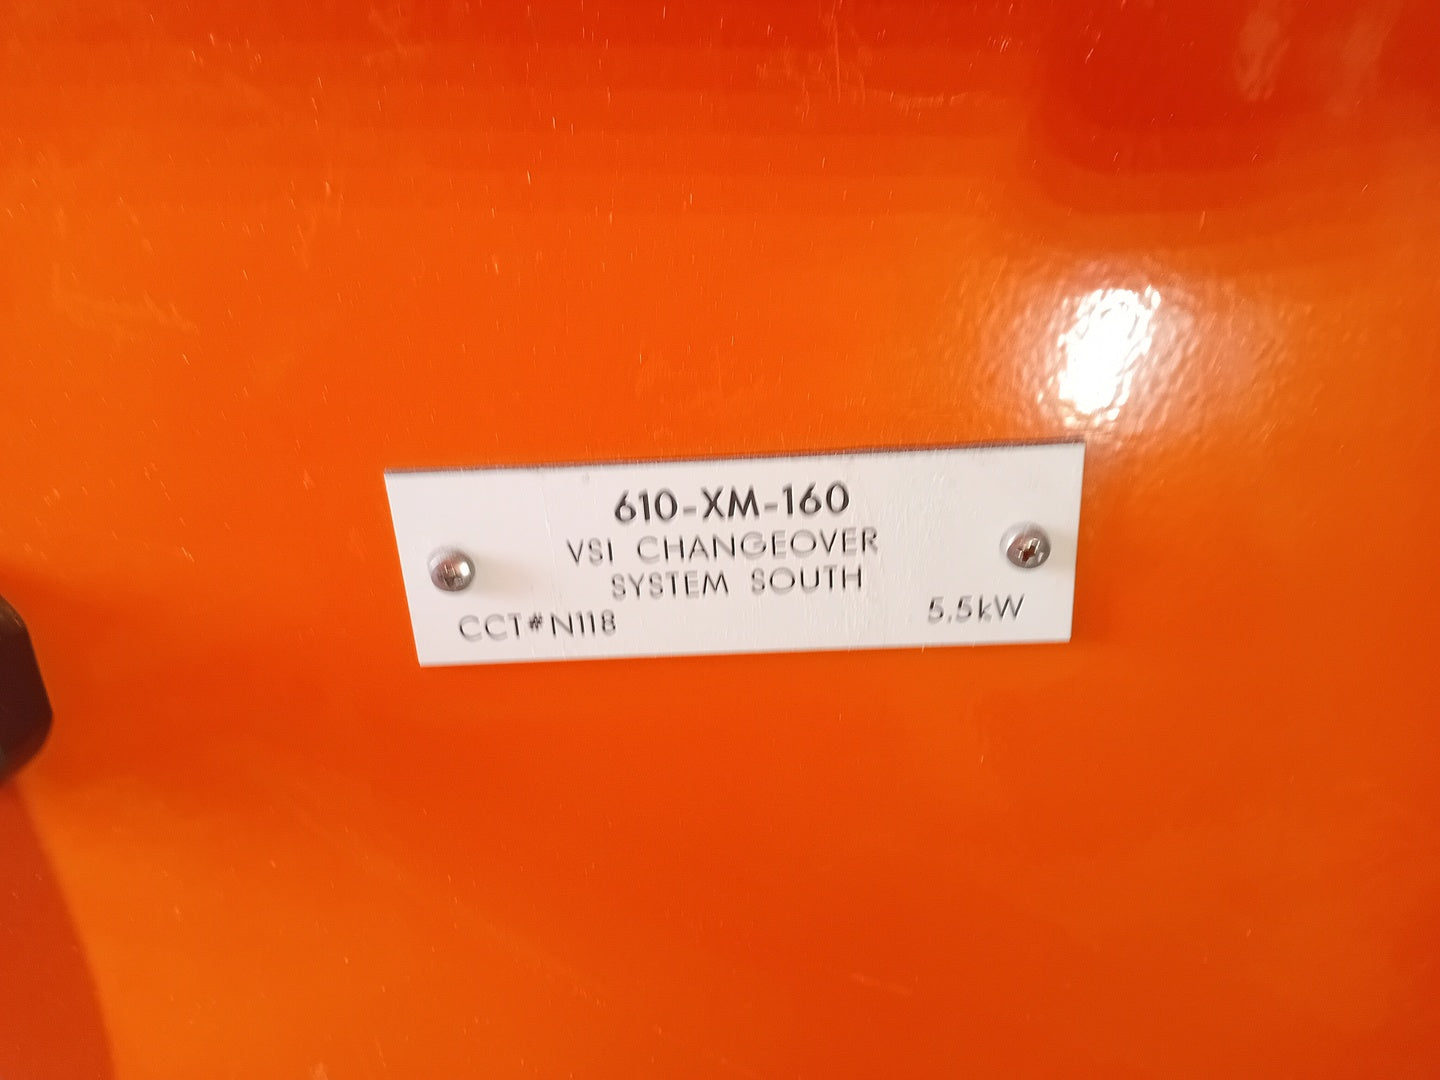 610-XM-160
VSI CHANGEOVER
SYSTEM SOUTH
CCT#N118
5.5kW